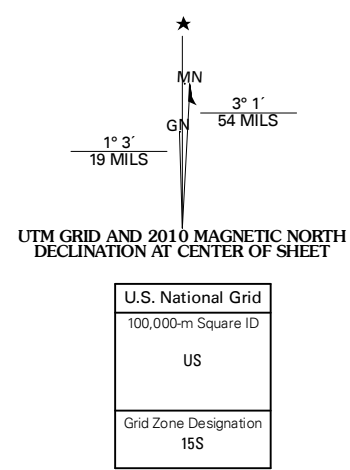 ★
MN
3° 1´
54 MILS
GN
1° 3´
19 MILS
UTM GRID AND 2010 MAGNETIC NORTH
DECLINATION AT CENTER OF SHEET
U.S. National Grid
100,000-m Square ID
US
Grid Zone Designation
15S